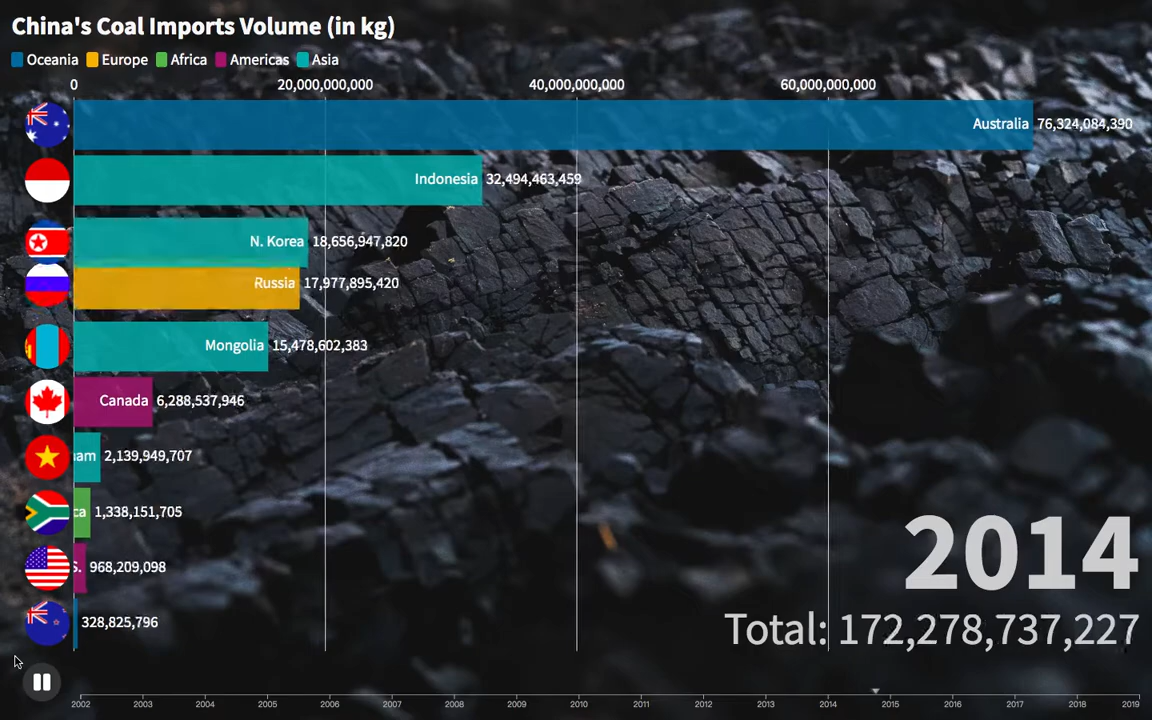 China's Coal Imports Volume (in kg)
Oceania Europe Africa Americas Asia
0 20,000,000,000 40,000,000,000 60,000,000,000
Australia 76,324,084,390
Indonesia 32,494,463,459
N. Korea 18,656,947,820
Russia 17,977,895,420
Mongolia 15,478,602,383
Canada 6,288,537,946
am 2,139,949,707
ca 1,338,151,705
S. 968,209,098
328,825,796
2014
Total: 172,278,737,227
2002 2003 2004 2005 2006 2007 2008 2009 2010 2011 2012 2013 2014 2015 2016 2017 2018 2019